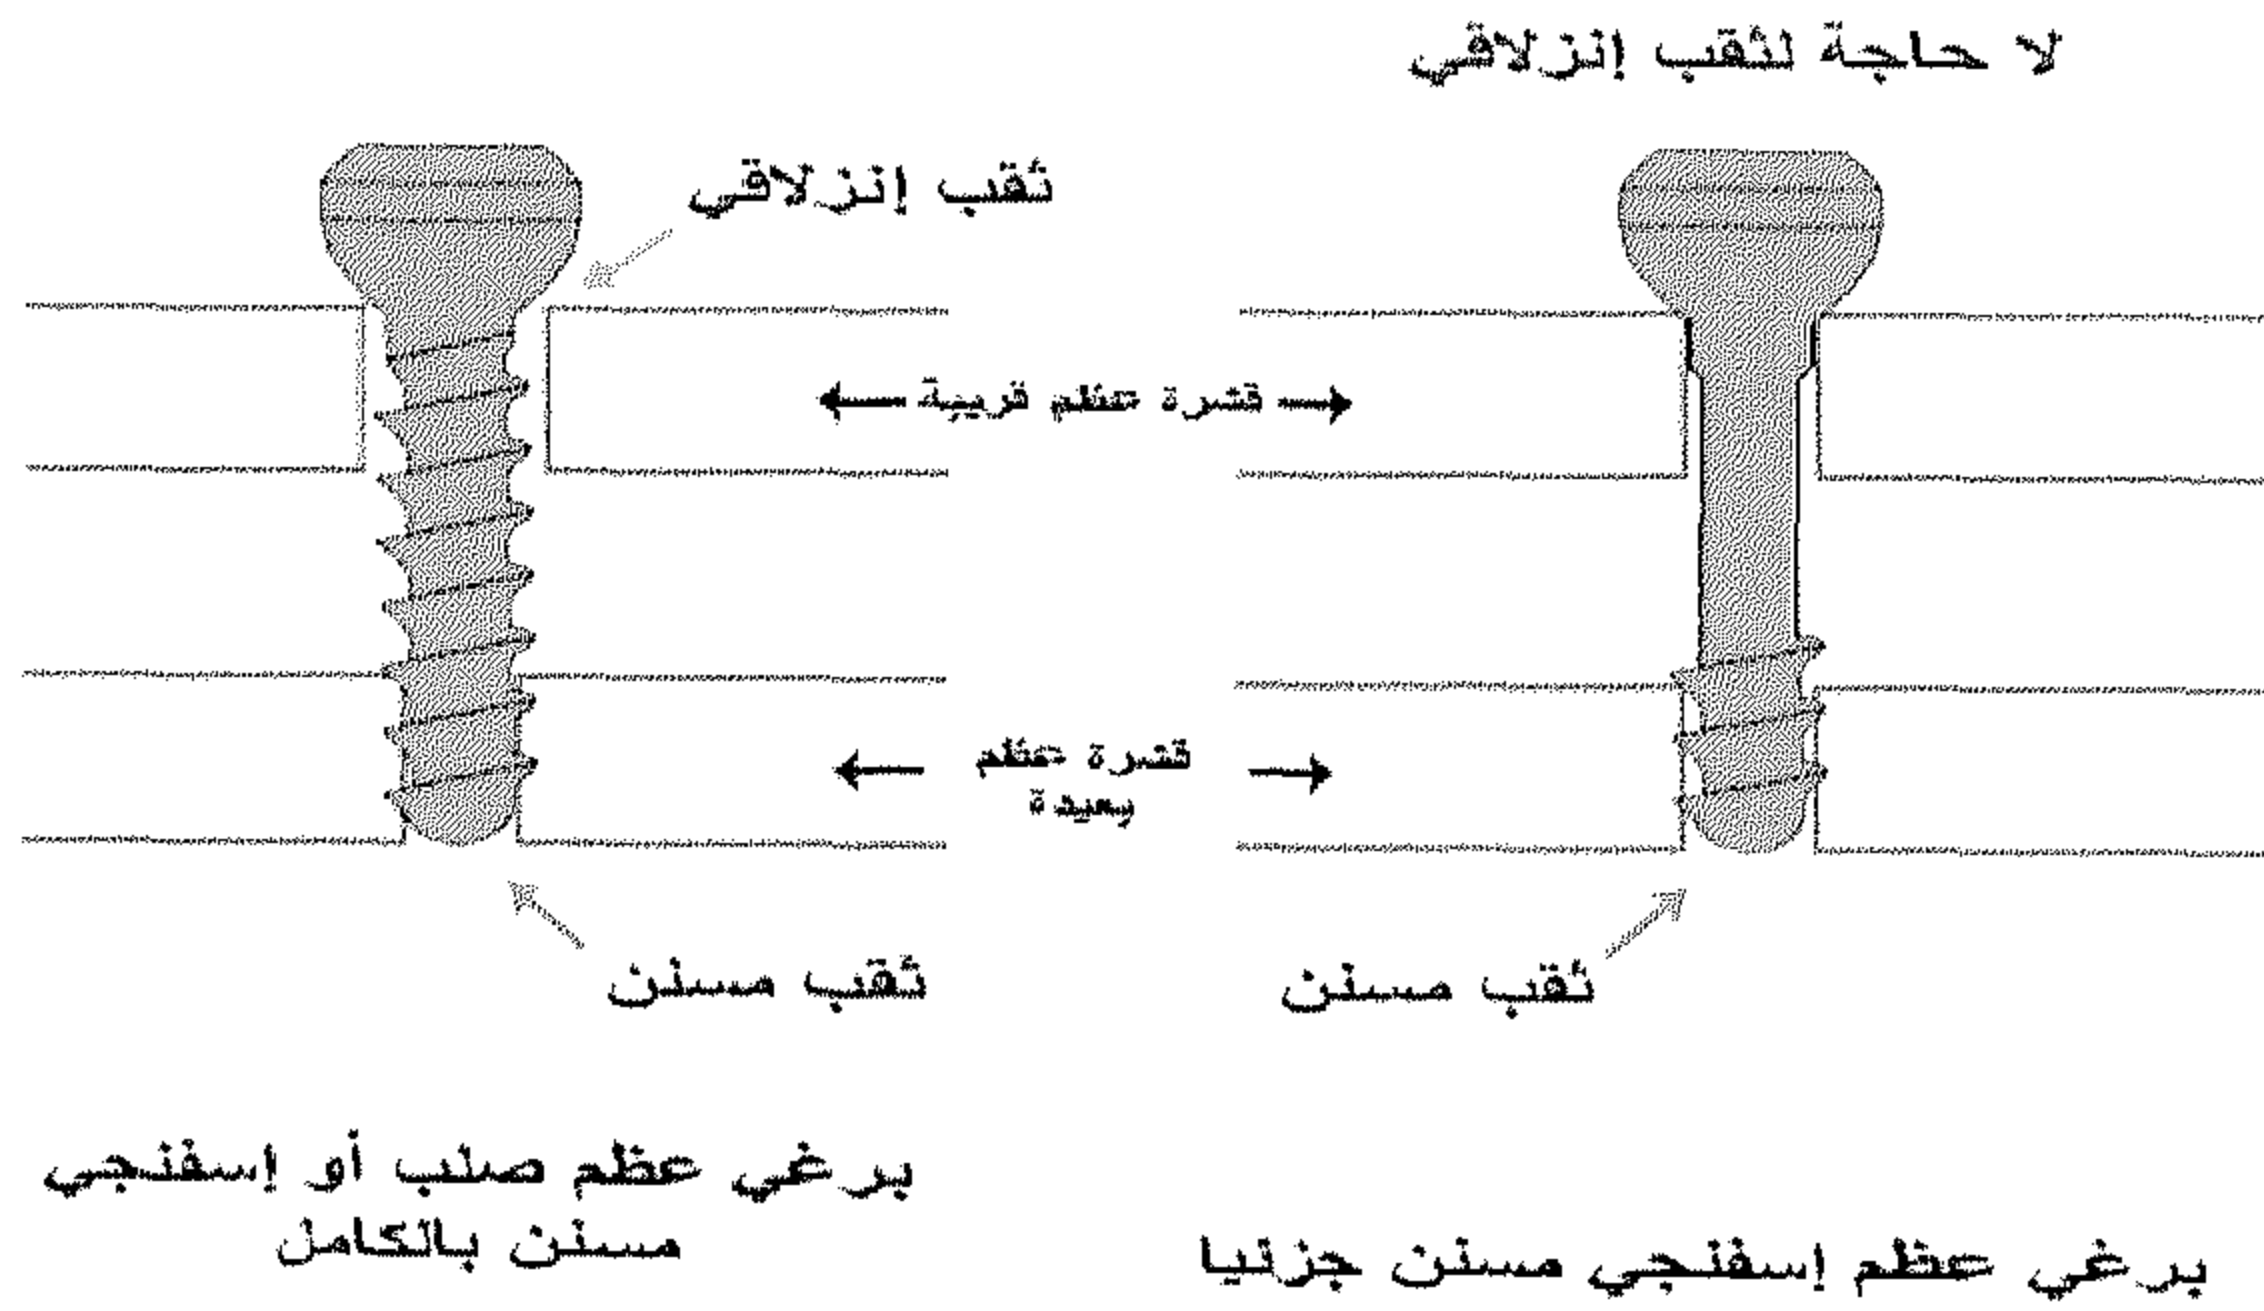 لا حاجة لثقب إنزلاقي
ثقب إنزلاقي
قشرة عظم قريبة
قشرة عظم
بعيدة
ثقب مسنن
ثقب مسنن
برغي عظم صلب أو إسفنجي
مسنن بالكامل
برغي عظم إسفنجي مسنن جزئيا